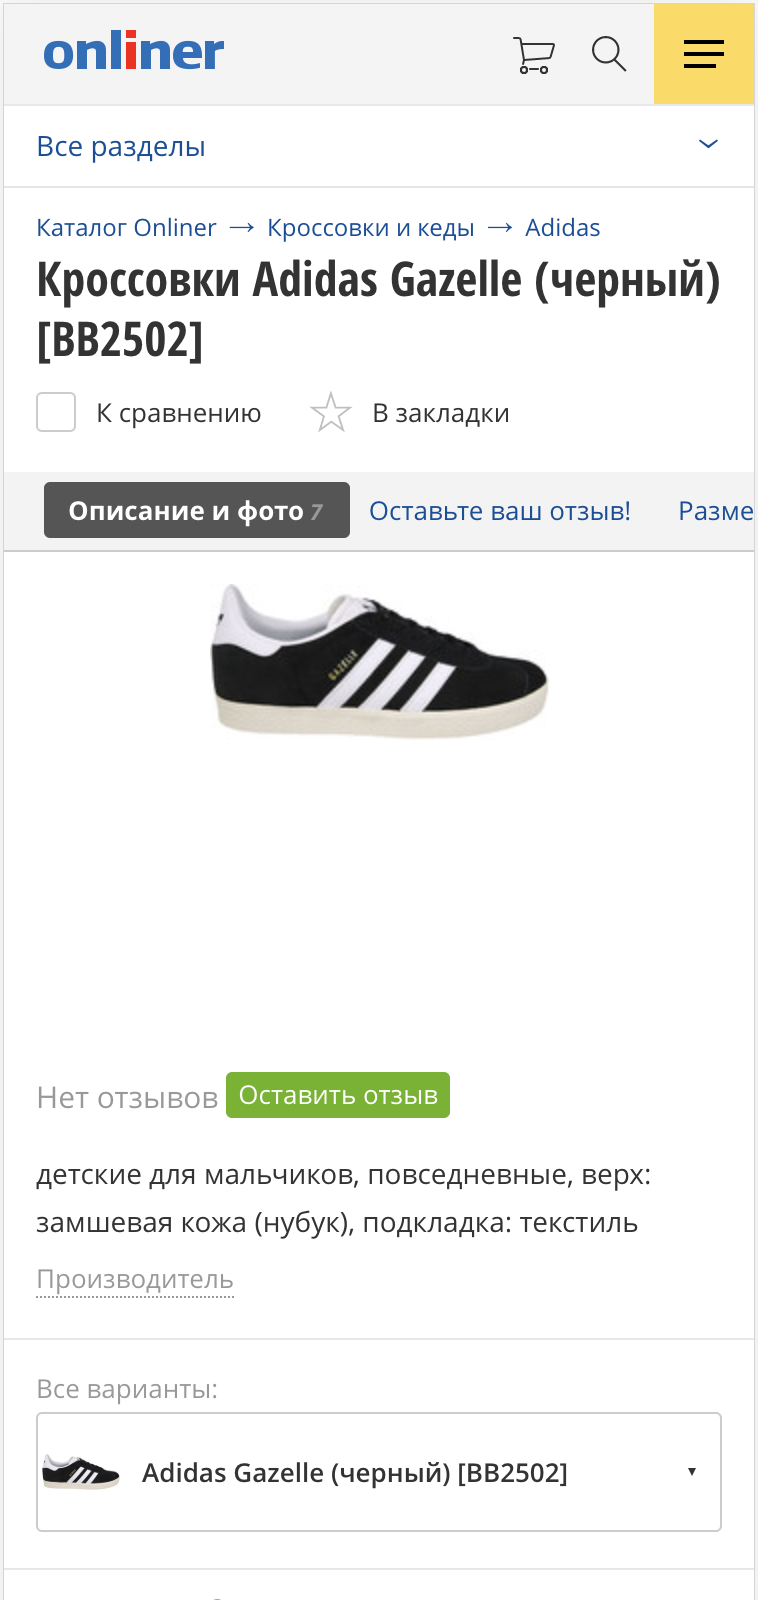 onliner
Все разделы
Каталог Onliner → Кроссовки и кеды → Adidas
Кроссовки Adidas Gazelle (черный)
[BB2502]
К сравнению В закладки
Описание и фото 7 Оставьте ваш отзыв! Разме
GAZELLE
Нет отзывов Оставить отзыв
детские для мальчиков, повседневные, верх:
замшевая кожа (нубук), подкладка: текстиль
Производитель
Все варианты:
Adidas Gazelle (черный) [BB2502]